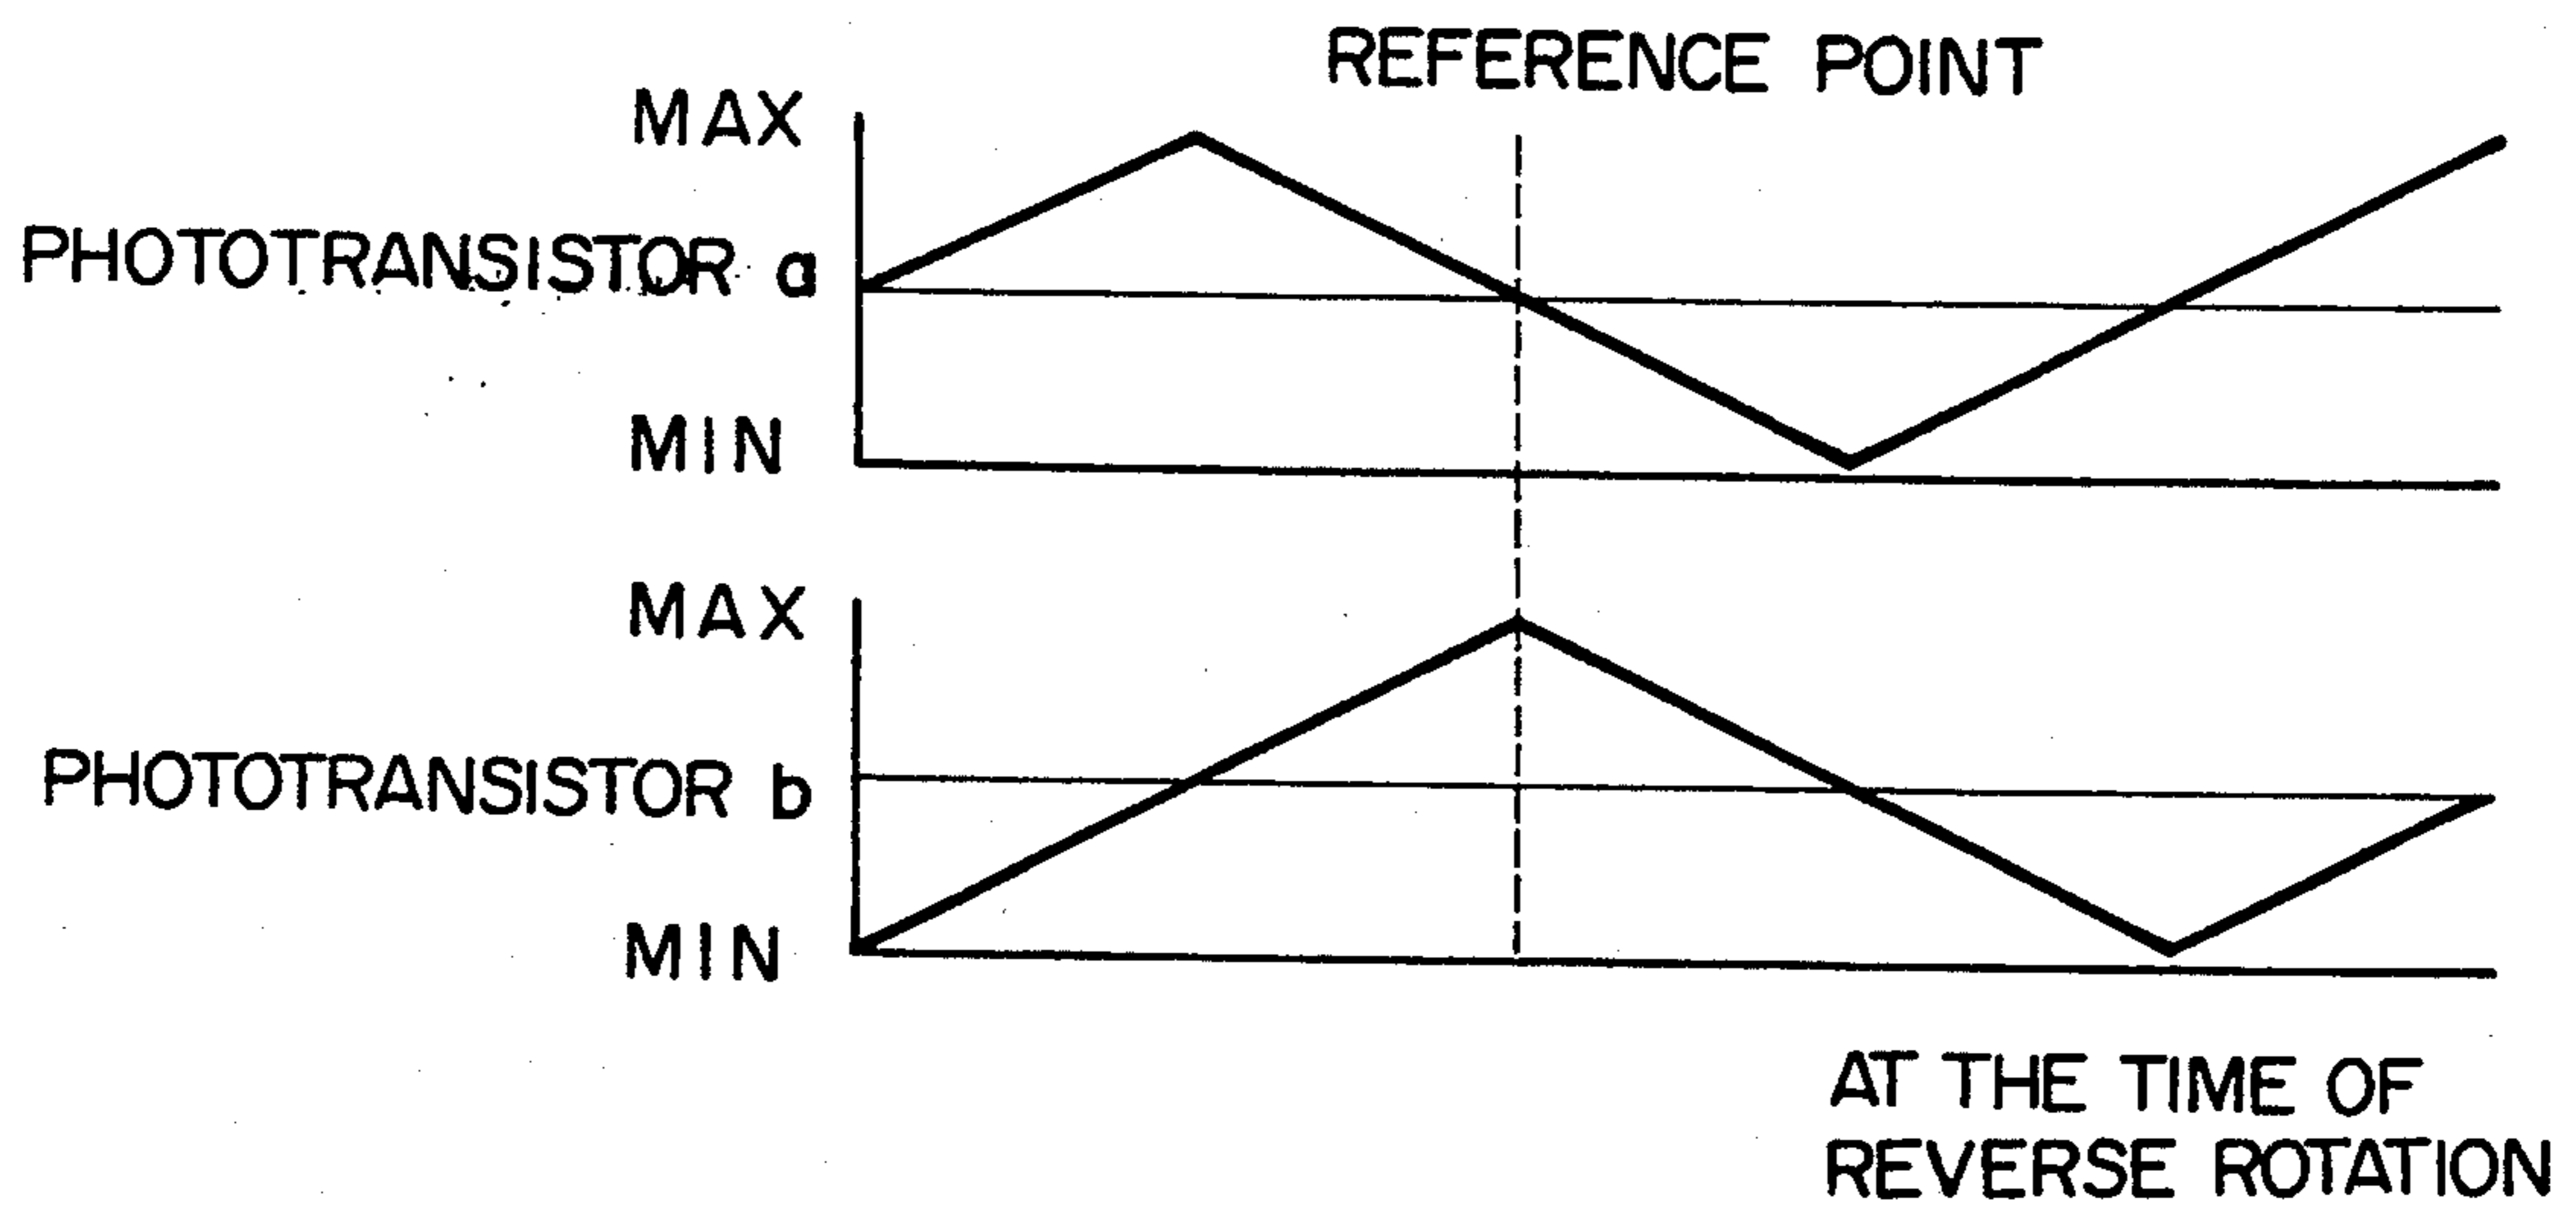 REFERENCE POINT
MAX
PHOTOTRANSISTOR a
MIN
MAX
PHOTOTRANSISTOR b
MIN
AT THE TIME OF
REVERSE ROTATION